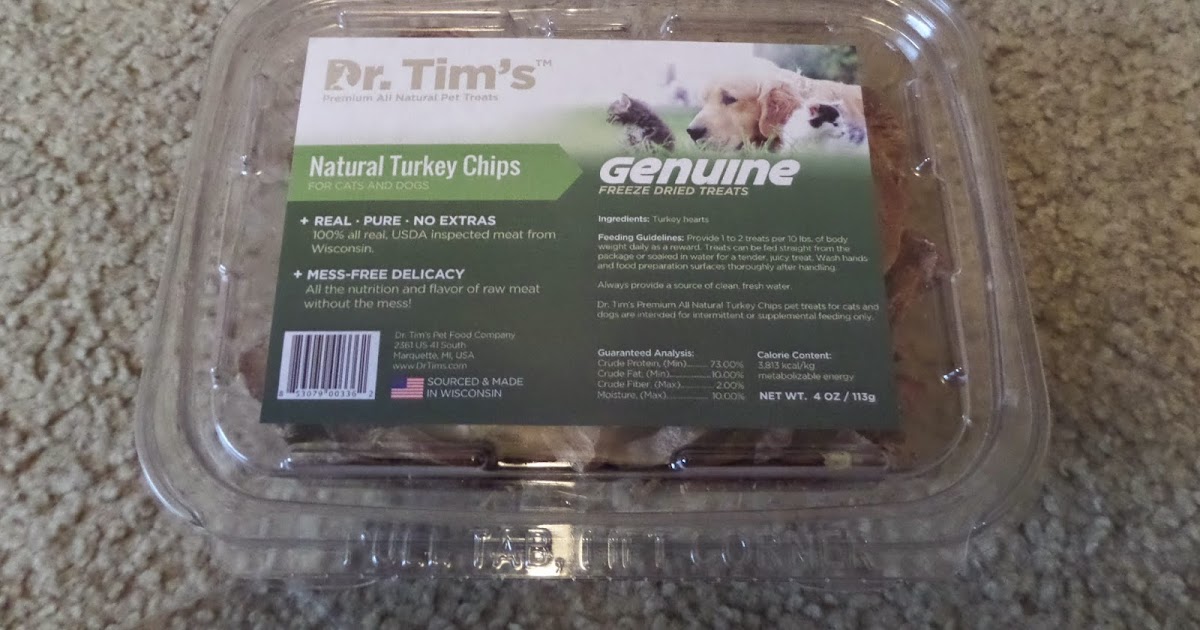 Dr. Tim's™
Premium All Natural Pet Treats
Natural Turkey Chips
FOR CATS AND DOGS
+ REAL • PURE • NO EXTRAS
100% all real, USDA inspected meat from
Wisconsin.
+ MESS-FREE DELICACY
All the nutrition and flavor of raw meat
without the mess!
8 53079 00339 2
Dr. Tim's Pet Food Company
2361 US 41 South
Marquette, MI, USA
www.DrTims.com
SOURCED & MADE
IN WISCONSIN
Genuine
FREEZE DRIED TREATS
Ingredients: Turkey hearts
Feeding Guidelines: Provide 1 to 2 treats per 10 lbs. of body
weight daily as a reward. Treats can be fed straight from the
package or soaked in water for a tender, juicy treat. Wash hands
and food preparation surfaces thoroughly after handling.
Always provide a source of clean, fresh water.
Dr. Tim's Premium All Natural Turkey Chips pet treats for cats and
dogs are intended for intermittent or supplemental feeding only.
Guaranteed Analysis:
Crude Protein, (Min)............ 73.00%
Crude Fat, (Min)................ 10.00%
Crude Fiber, (Max)............. 2.00%
Moisture, (Max)................ 10.00%
Calorie Content:
3,813 kcal/kg
metabolizable energy
NET WT. 4 OZ / 113g
PULL TAB, LIFT CORNER